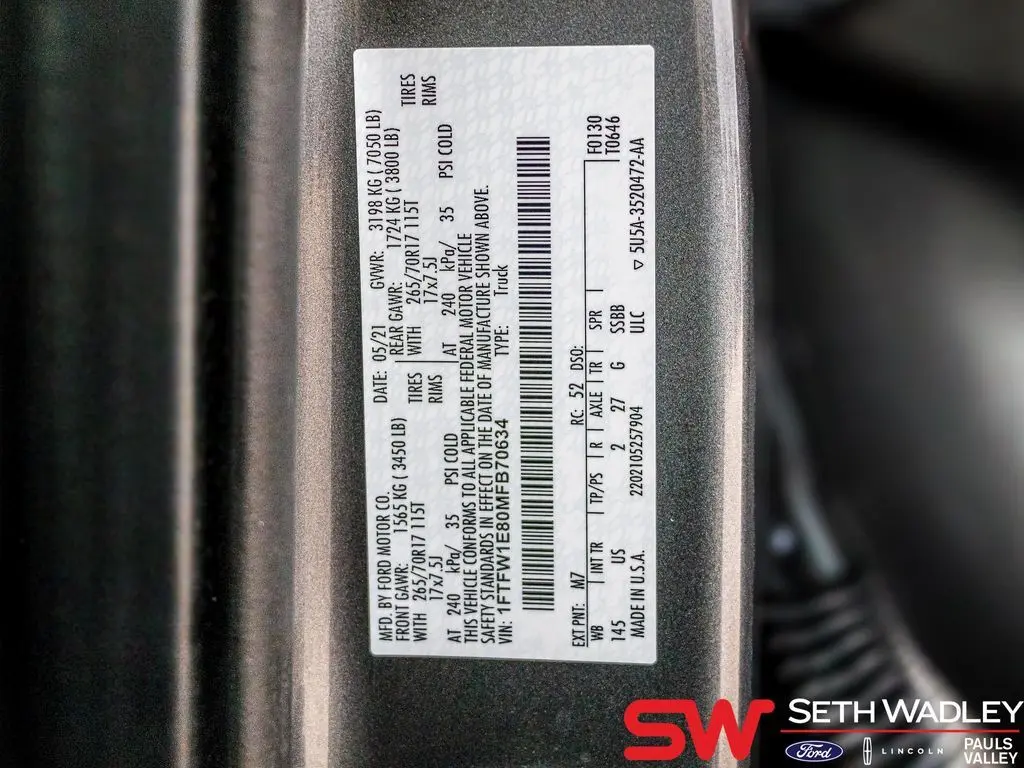 MFD. BY FORD MOTOR CO.
DATE: 05/21 GVWR: 3198 KG ( 7050 LB)
FRONT GAWR: 1565 KG ( 3450 LB) REAR GAWR: 1724 KG ( 3800 LB)
WITH 265/70R17 115T TIRES WITH 265/70R17 115T TIRES
17x7.5J RIMS 17x7.5J RIMS
AT 240 kPa/ 35 PSI COLD AT 240 kPa/ 35 PSI COLD
THIS VEHICLE CONFORMS TO ALL APPLICABLE FEDERAL MOTOR VEHICLE
SAFETY STANDARDS IN EFFECT ON THE DATE OF MANUFACTURE SHOWN ABOVE.
VIN: 1FTFW1E80MFB70634 TYPE: Truck
EXT PNT: M7 RC: 52 DSO: F0130
WB INT TR TP/PS R AXLE TR SPR T0646
145 US 2 27 G SSBB
2202105257904 ULC
MADE IN U.S.A. ▽ 5U5A-3520472-AA
SW SETH WADLEY
Ford LINCOLN PAULS
VALLEY